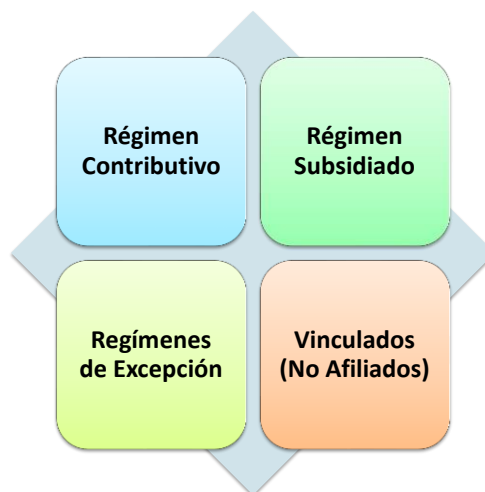 Régimen
Contributivo
Régimen
Subsidiado
Regímenes
de Excepción
Vinculados
(No Afiliados)